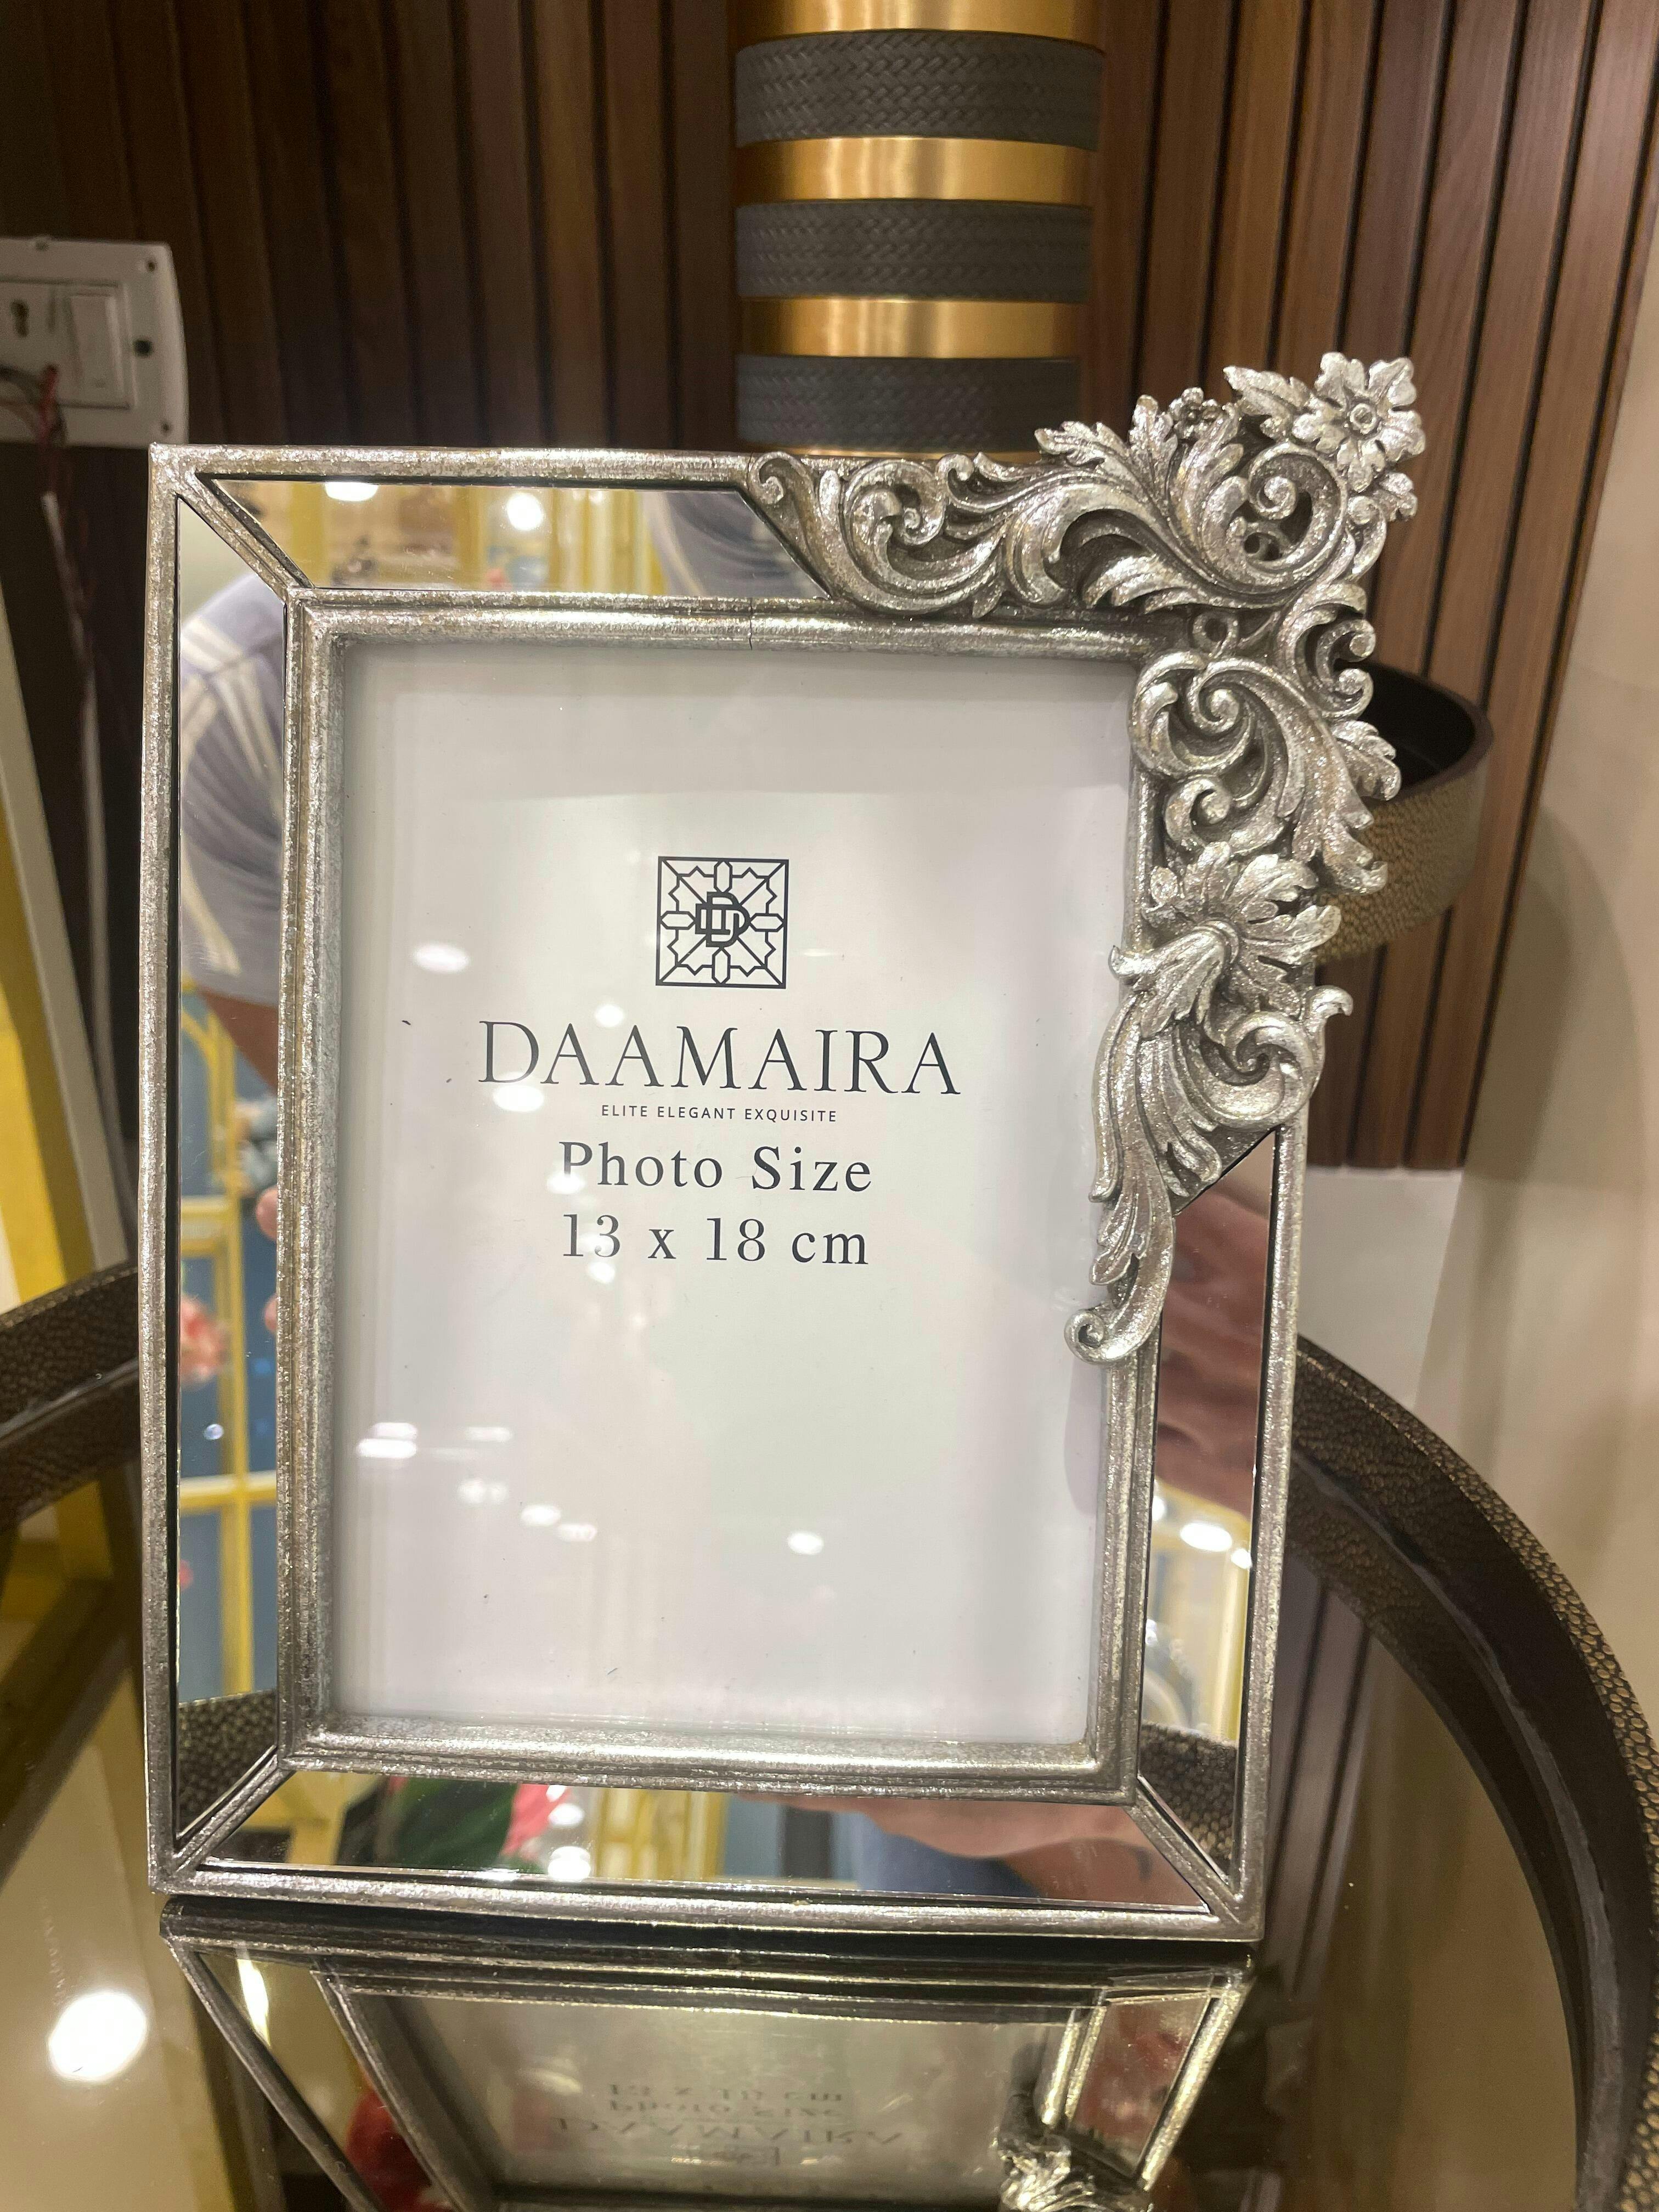 DAAMAIRA
ELITE ELEGANT EXQUISITE
Photo Size
13 x 18 cm